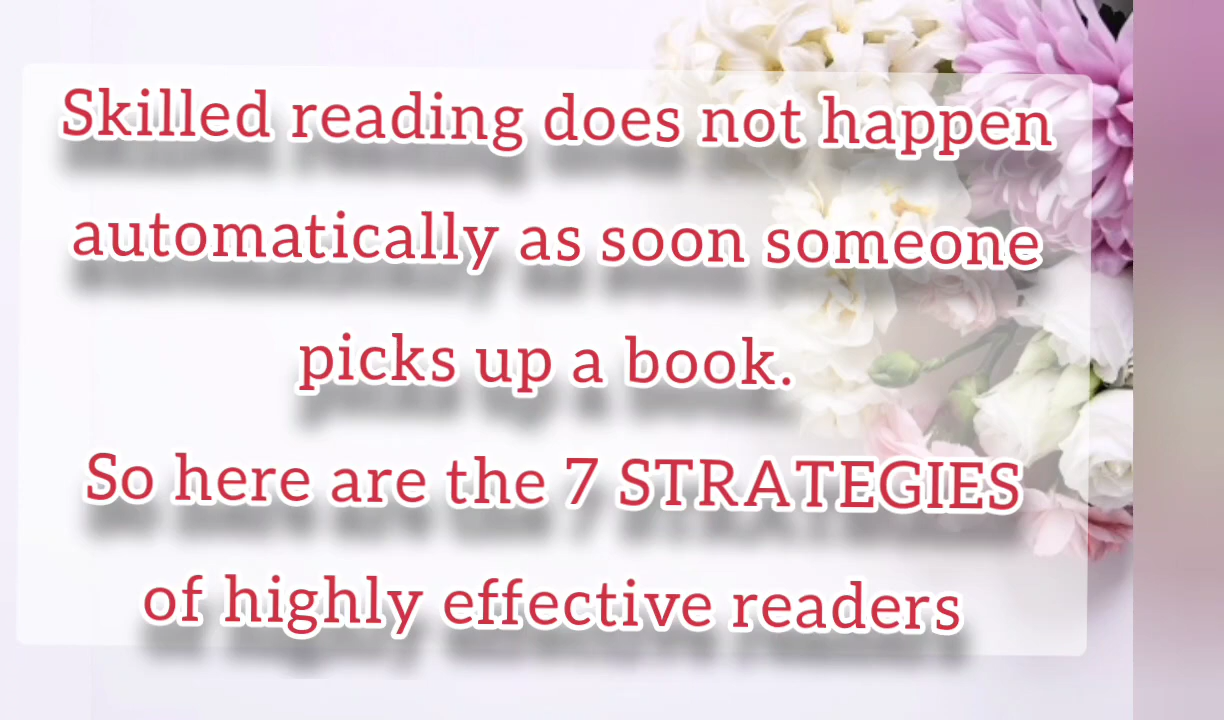 Skilled reading does not happen
automatically as soon someone
picks up a book.
So here are the 7 STRATEGIES
of highly effective readers